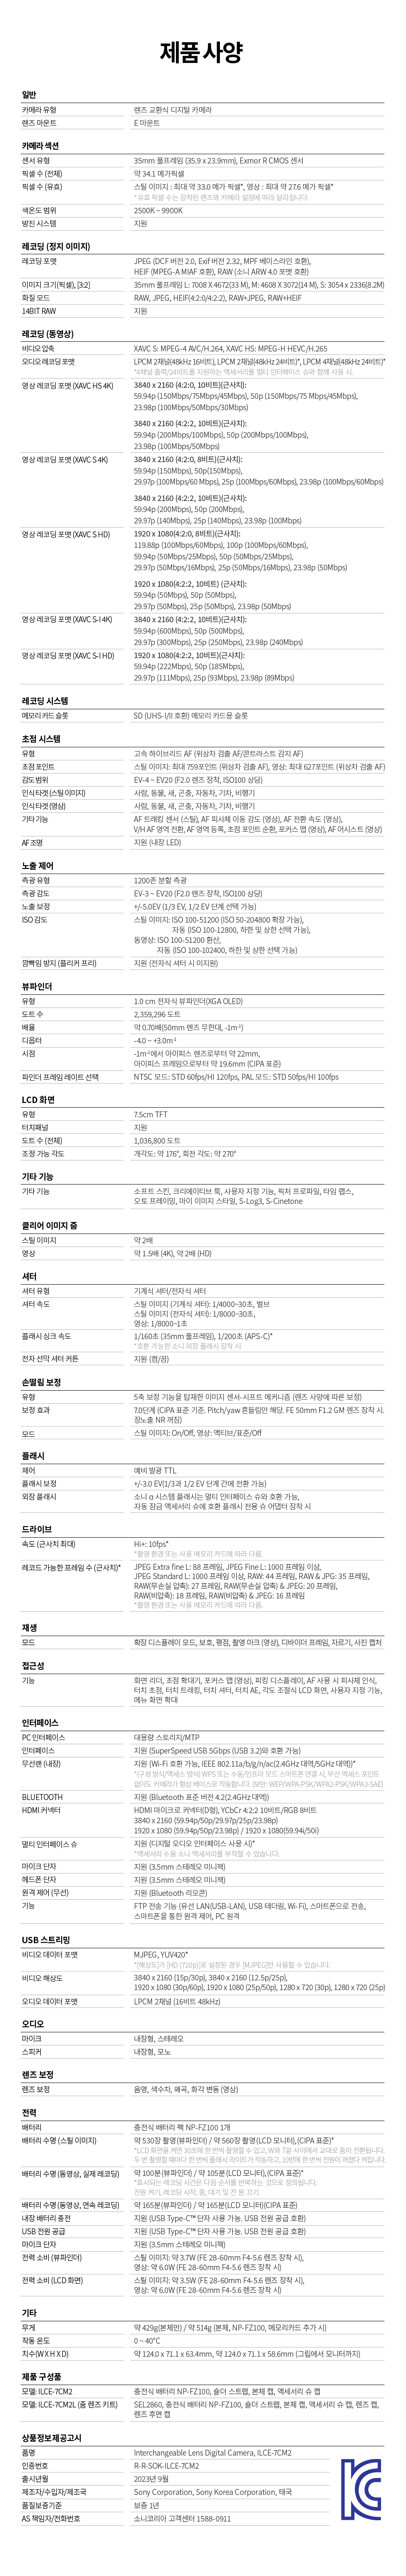 제품 사양
일반
카메라 유형 렌즈 교환식 디지털 카메라
렌즈 마운트 E 마운트
카메라 섹션
센서 유형 35mm 풀프레임 (35.9 x 23.9mm), Exmor R CMOS 센서
픽셀 수 (전체) 약 34.1 메가픽셀
픽셀 수 (유효) 스틸 이미지 : 최대 약 33.0 메가 픽셀*, 영상 : 최대 약 27.6 메가 픽셀*
*유효 픽셀 수는 장착된 렌즈와 카메라 설정에 따라 달라집니다.
색온도 범위 2500K ~ 9900K
방진 시스템 지원
레코딩 (정지 이미지)
레코딩 포맷 JPEG (DCF 버전 2.0, Exif 버전 2.32, MPF 베이스라인 호환),
HEIF (MPEG-A MIAF 호환), RAW (소니 ARW 4.0 포맷 호환)
이미지 크기(픽셀), [3:2] 35mm 풀프레임 L: 7008 X 4672(33 M), M: 4608 X 3072(14 M), S: 3054 x 2336(8.2M)
화질 모드 RAW, JPEG, HEIF(4:2:0/4:2:2), RAW+JPEG, RAW+HEIF
14BIT RAW 지원
레코딩 (동영상)
비디오 압축 XAVC S: MPEG-4 AVC/H.264, XAVC HS: MPEG-H HEVC/H.265
오디오 레코딩 포맷 LPCM 2채널(48kHz 16비트), LPCM 2채널(48kHz 24비트)*, LPCM 4채널(48kHz 24비트)*
*4채널 출력/24비트를 지원하는 액세서리를 멀티 인터페이스 슈와 함께 사용 시.
영상 레코딩 포맷 (XAVC HS 4K) 3840 x 2160 (4:2:0, 10비트)(근사치):
59.94p (150Mbps/75Mbps/45Mbps), 50p (150Mbps/75 Mbps/45Mbps),
23.98p (100Mbps/50Mbps/30Mbps)
3840 x 2160 (4:2:2, 10비트)(근사치):
59.94p (200Mbps/100Mbps), 50p (200Mbps/100Mbps),
23.98p (100Mbps/50Mbps)
영상 레코딩 포맷 (XAVC S 4K) 3840 x 2160 (4:2:0, 8비트)(근사치):
59.94p (150Mbps), 50p(150Mbps),
29.97p (100Mbps/60 Mbps), 25p (100Mbps/60Mbps), 23.98p (100Mbps/60Mbps)
3840 x 2160 (4:2:2, 10비트)(근사치):
59.94p (200Mbps), 50p (200Mbps),
29.97p (140Mbps), 25p (140Mbps), 23.98p (100Mbps)
영상 레코딩 포맷 (XAVC S HD) 1920 x 1080(4:2:0, 8비트)(근사치):
119.88p (100Mbps/60Mbps), 100p (100Mbps/60Mbps),
59.94p (50Mbps/25Mbps), 50p (50Mbps/25Mbps),
29.97p (50Mbps/16Mbps), 25p (50Mbps/16Mbps), 23.98p (50Mbps)
1920 x 1080(4:2:2, 10비트) (근사치):
59.94p (50Mbps), 50p (50Mbps),
29.97p (50Mbps), 25p (50Mbps), 23.98p (50Mbps)
영상 레코딩 포맷 (XAVC S-I 4K) 3840 x 2160 (4:2:2, 10비트)(근사치):
59.94p (600Mbps), 50p (500Mbps),
29.97p (300Mbps), 25p (250Mbps), 23.98p (240Mbps)
영상 레코딩 포맷 (XAVC S-I HD) 1920 x 1080(4:2:2, 10비트)(근사치):
59.94p (222Mbps), 50p (185Mbps),
29.97p (111Mbps), 25p (93Mbps), 23.98p (89Mbps)
레코딩 시스템
메모리 카드 슬롯 SD (UHS-I/II 호환) 메모리 카드용 슬롯
초점 시스템
유형 고속 하이브리드 AF (위상차 검출 AF/콘트라스트 감지 AF)
초점 포인트 스틸 이미지: 최대 759포인트 (위상차 검출 AF), 영상: 최대 627포인트 (위상차 검출 AF)
감도 범위 EV-4 ~ EV20 (F2.0 렌즈 장착, ISO100 상당)
인식 타겟 (스틸 이미지) 사람, 동물, 새, 곤충, 자동차, 기차, 비행기
인식 타겟 (영상) 사람, 동물, 새, 곤충, 자동차, 기차, 비행기
기타 기능 AF 트래킹 센서 (스틸), AF 피사체 이동 감도 (영상), AF 전환 속도 (영상),
V/H AF 영역 전환, AF 영역 등록, 초점 포인트 순환, 포커스 맵 (영상), AF 어시스트 (영상)
AF 조명 지원 (내장 LED)
노출 제어
측광 유형 1200존 분할 측광
측광 감도 EV-3 ~ EV20 (F2.0 렌즈 장착, ISO100 상당)
노출 보정 +/-5.0EV (1/3 EV, 1/2 EV 단계 선택 가능)
ISO 감도 스틸 이미지: ISO 100-51200 (ISO 50-204800 확장 가능),
자동 (ISO 100-12800, 하한 및 상한 선택 가능),
동영상: ISO 100-51200 환산,
자동 (ISO 100-102400, 하한 및 상한 선택 가능)
깜빡임 방지 (플리커 프리) 지원 (전자식 셔터 시 미지원)
뷰파인더
유형 1.0 cm 전자식 뷰파인더(XGA OLED)
도트 수 2,359,296 도트
배율 약 0.70배(50mm 렌즈 무한대, -1m⁻¹)
디옵터 -4.0 ~ +3.0m⁻¹
시점 -1m⁻¹에서 아이피스 렌즈로부터 약 22mm,
아이피스 프레임으로부터 약 19.6mm (CIPA 표준)
파인더 프레임 레이트 선택 NTSC 모드: STD 60fps/HI 120fps, PAL 모드: STD 50fps/HI 100fps
LCD 화면
유형 7.5cm TFT
터치패널 지원
도트 수 (전체) 1,036,800 도트
조정 가능 각도 개각도: 약 176°, 회전 각도: 약 270°
기타 기능
기타 기능 소프트 스킨, 크리에이티브 룩, 사용자 지정 기능, 픽처 프로파일, 타임 랩스,
오토 프레이밍, 마이 이미지 스타일, S-Log3, S-Cinetone
클리어 이미지 줌
스틸 이미지 약 2배
영상 약 1.5배 (4K), 약 2배 (HD)
셔터
셔터 유형 기계식 셔터/전자식 셔터
셔터 속도 스틸 이미지 (기계식 셔터): 1/4000~30초, 벌브
스틸 이미지 (전자식 셔터): 1/8000~30초,
영상: 1/8000~1초
플래시 싱크 속도 1/160초 (35mm 풀프레임), 1/200초 (APS-C)*
*호환 가능한 소니 외장 플래시 장착 시
전자 선막 셔터 커튼 지원 (켬/끔)
손떨림 보정
유형 5축 보정 기능을 탑재한 이미지 센서-시프트 메커니즘 (렌즈 사양에 따른 보정)
보정 효과 7.0단계 (CIPA 표준 기준. Pitch/yaw 흔들림만 해당. FE 50mm F1.2 GM 렌즈 장착 시.
장노출 NR 꺼짐)
모드 스틸 이미지: On/Off, 영상: 액티브/표준/Off
플래시
제어 예비 발광 TTL
플래시 보정 +/-3.0 EV(1/3과 1/2 EV 단계 간에 전환 가능)
외장 플래시 소니 α 시스템 플래시는 멀티 인터페이스 슈와 호환 가능,
자동 잠금 액세서리 슈에 호환 플래시 전용 슈 어댑터 장착 시
드라이브
속도 (근사치 최대) Hi+: 10fps*
*촬영 환경 또는 사용 메모리 카드에 따라 다름.
레코드 가능한 프레임 수 (근사치)* JPEG Extra fine L: 88 프레임, JPEG Fine L: 1000 프레임 이상,
JPEG Standard L: 1000 프레임 이상, RAW: 44 프레임, RAW & JPG: 35 프레임,
RAW(무손실 압축): 27 프레임, RAW(무손실 압축) & JPEG: 20 프레임,
RAW(비압축): 18 프레임, RAW(비압축) & JPEG: 16 프레임
*촬영 환경 또는 사용 메모리 카드에 따라 다름.
재생
모드 확장 디스플레이 모드, 보호, 평점, 촬영 마크 (영상), 디바이더 프레임, 자르기, 사진 캡처
접근성
기능 화면 리더, 초점 확대기, 포커스 맵 (영상), 피킹 디스플레이, AF 사용 시 피사체 인식,
터치 초점, 터치 트래킹, 터치 셔터, 터치 AE, 각도 조절식 LCD 화면, 사용자 지정 기능,
메뉴 화면 확대
인터페이스
PC 인터페이스 대용량 스토리지/MTP
인터페이스 지원 (SuperSpeed USB 5Gbps (USB 3.2)와 호환 가능)
무선랜 (내장) 지원 (Wi-Fi 호환 가능, IEEE 802.11a/b/g/n/ac(2.4GHz 대역/5GHz 대역))*
*(구성 방식/액세스 방식) WPS 또는 수동/인프라 모드 스마트폰 연결 시, 무선 액세스 포인트
없이도 카메라가 항상 베이스로 작동합니다. (보안: WEP/WPA-PSK/WPA2-PSK/WPA3-SAE)
BLUETOOTH 지원 (Bluetooth 표준 버전 4.2(2.4GHz 대역))
HDMI 커넥터 HDMI 마이크로 커넥터(D형), YCbCr 4:2:2 10비트/RGB 8비트
3840 x 2160 (59.94p/50p/29.97p/25p/23.98p)
1920 x 1080 (59.94p/50p/23.98p) / 1920 x 1080(59.94i/50i)
멀티 인터페이스 슈 지원 (디지털 오디오 인터페이스 사용 시)*
*액세서리 수용 소니 액세서리를 부착할 수 있습니다.
마이크 단자 지원 (3.5mm 스테레오 미니잭)
헤드폰 단자 지원 (3.5mm 스테레오 미니잭)
원격 제어 (무선) 지원 (Bluetooth 리모콘)
기능 FTP 전송 기능 (유선 LAN(USB-LAN), USB 테더링, Wi-Fi), 스마트폰으로 전송,
스마트폰을 통한 원격 제어, PC 원격
USB 스트리밍
비디오 데이터 포맷 MJPEG, YUV420*
*[해상도]가 [HD (720p)]로 설정된 경우 [MJPEG]만 사용할 수 있습니다.
비디오 해상도 3840 x 2160 (15p/30p), 3840 x 2160 (12.5p/25p),
1920 x 1080 (30p/60p), 1920 x 1080 (25p/50p), 1280 x 720 (30p), 1280 x 720 (25p)
오디오 데이터 포맷 LPCM 2채널 (16비트 48kHz)
오디오
마이크 내장형, 스테레오
스피커 내장형, 모노
렌즈 보정
렌즈 보정 음영, 색수차, 왜곡, 화각 변동 (영상)
전력
배터리 충전식 배터리 팩 NP-FZ100 1개
배터리 수명 (스틸 이미지) 약 530장 촬영(뷰파인더) / 약 560장 촬영(LCD 모니터),(CIPA 표준)*
*LCD 화면을 켜면 30초에 한 번씩 촬영할 수 있고, W와 T끝 사이에서 교대로 줌이 전환됩니다.
두 번 촬영할 때마다 한 번씩 플래시 라이트가 작동하고, 10번에 한 번씩 전원이 꺼졌다 켜집니다.
배터리 수명 (동영상, 실제 레코딩) 약 100분(뷰파인더) / 약 105분 (LCD 모니터),(CIPA 표준)*
*표시되는 레코딩 시간은 다음 순서를 반복하는 것으로 정의됩니다.
전원 켜기, 레코딩 시작, 줌, 대기 및 전 원 끄기.
배터리 수명 (동영상, 연속 레코딩) 약 165분(뷰파인더) / 약 165분(LCD 모니터)(CIPA 표준)
내장 배터리 충전 지원 (USB Type-C™ 단자 사용 가능. USB 전원 공급 호환)
USB 전원 공급 지원 (USB Type-C™ 단자 사용 가능. USB 전원 공급 호환)
마이크 단자 지원 (3.5mm 스테레오 미니잭)
전력 소비 (뷰파인더) 스틸 이미지: 약 3.7W (FE 28-60mm F4-5.6 렌즈 장착 시),
영상: 약 6.0W (FE 28-60mm F4-5.6 렌즈 장착 시)
전력 소비 (LCD 화면) 스틸 이미지: 약 3.5W (FE 28-60mm F4-5.6 렌즈 장착 시),
영상: 약 6.0W (FE 28-60mm F4-5.6 렌즈 장착 시)
기타
무게 약 429g(본체만) / 약 514g (본체, NP-FZ100, 메모리카드 추가 시)
작동 온도 0 ~ 40°C
치수(W X H X D) 약 124.0 x 71.1 x 63.4mm, 약 124.0 x 71.1 x 58.6mm (그립에서 모니터까지)
제품 구성품
모델: ILCE-7CM2 충전식 배터리 NP-FZ100, 숄더 스트랩, 본체 캡, 액세서리 슈 캡
모델: ILCE-7CM2L (줌 렌즈 키트) SEL2860, 충전식 배터리 NP-FZ100, 숄더 스트랩, 본체 캡, 액세서리 슈 캡, 렌즈 캡,
렌즈 후면 캡
상품정보제공고시
품명 Interchangeable Lens Digital Camera, ILCE-7CM2
인증번호 R-R-SOK-ILCE-7CM2
출시년월 2023년 9월
제조자/수입자/제조국 Sony Corporation, Sony Korea Corporation, 태국
품질보증기준 보증 1년
AS 책임자/전화번호 소니코리아 고객센터 1588-0911